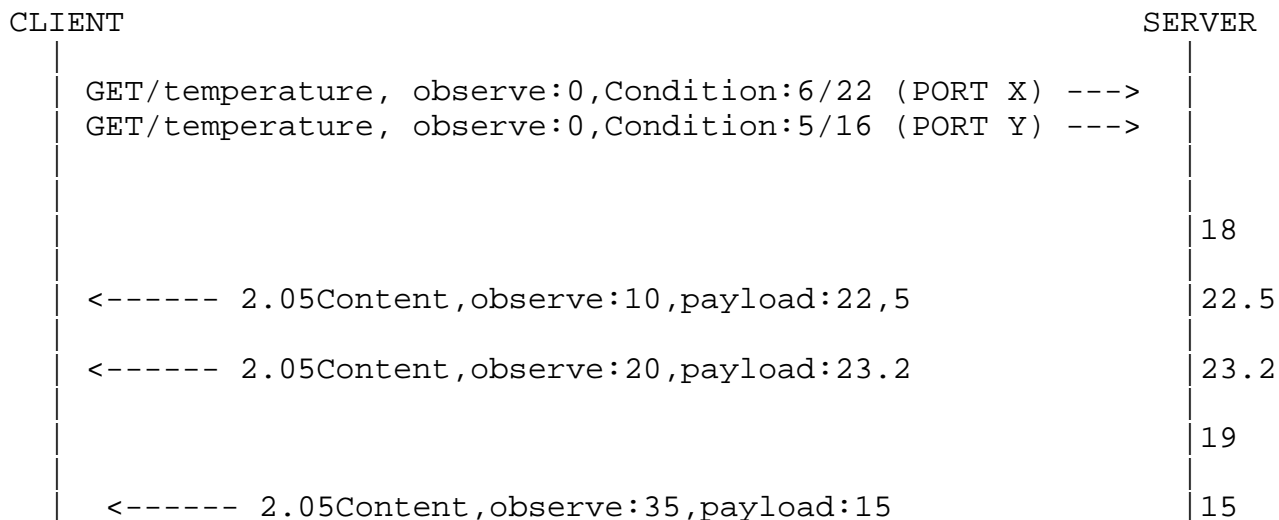 CLIENT SERVER
GET/temperature, observe:0,Condition:6/22 (PORT X) --->
GET/temperature, observe:0,Condition:5/16 (PORT Y) --->
18
<------ 2.05Content,observe:10,payload:22,5 22.5
<------ 2.05Content,observe:20,payload:23.2 23.2
19
<------ 2.05Content,observe:35,payload:15 15